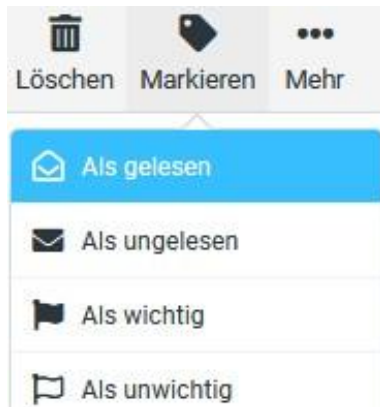 Löschen Markieren Mehr
Als gelesen
Als ungelesen
Als wichtig
Als unwichtig